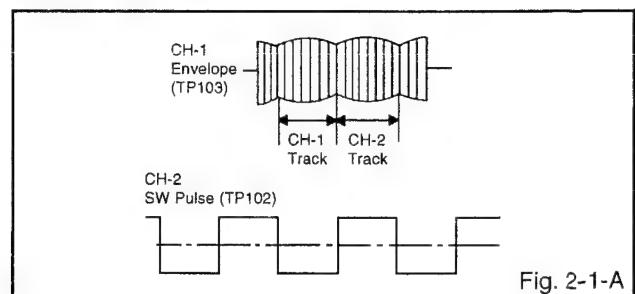 CH-1
Envelope
(TP103)
CH-1
Track
CH-2
Track
CH-2
SW Pulse (TP102)
Fig. 2-1-A